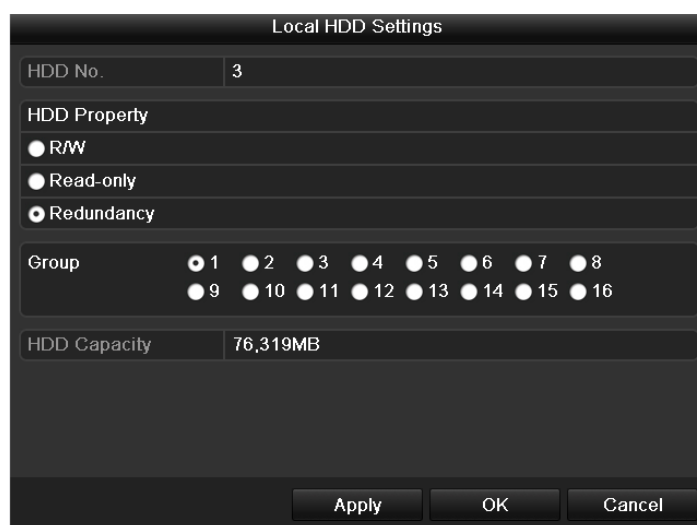 Local HDD Settings
HDD No. 3
HDD Property
R/W
Read-only
Redundancy
Group 1 2 3 4 5 6 7 8
9 10 11 12 13 14 15 16
HDD Capacity 76,319MB
Apply OK Cancel